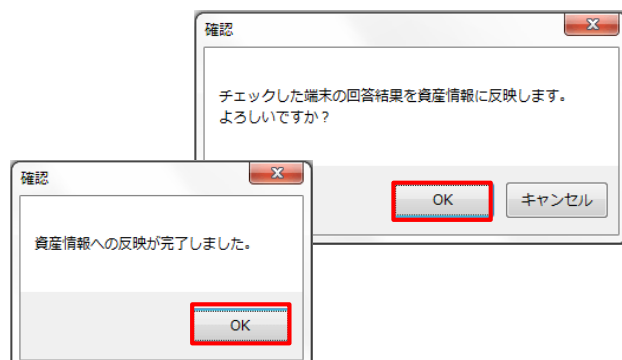 確認
チェックした端末の回答結果を資産情報に反映します。
よろしいですか？
OK
キャンセル
確認
資産情報への反映が完了しました。
OK